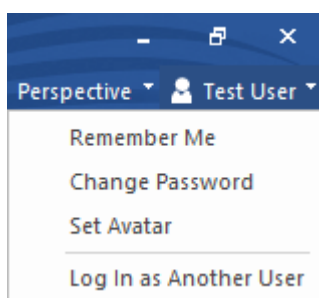 Perspective Test User
Remember Me
Change Password
Set Avatar
Log In as Another User